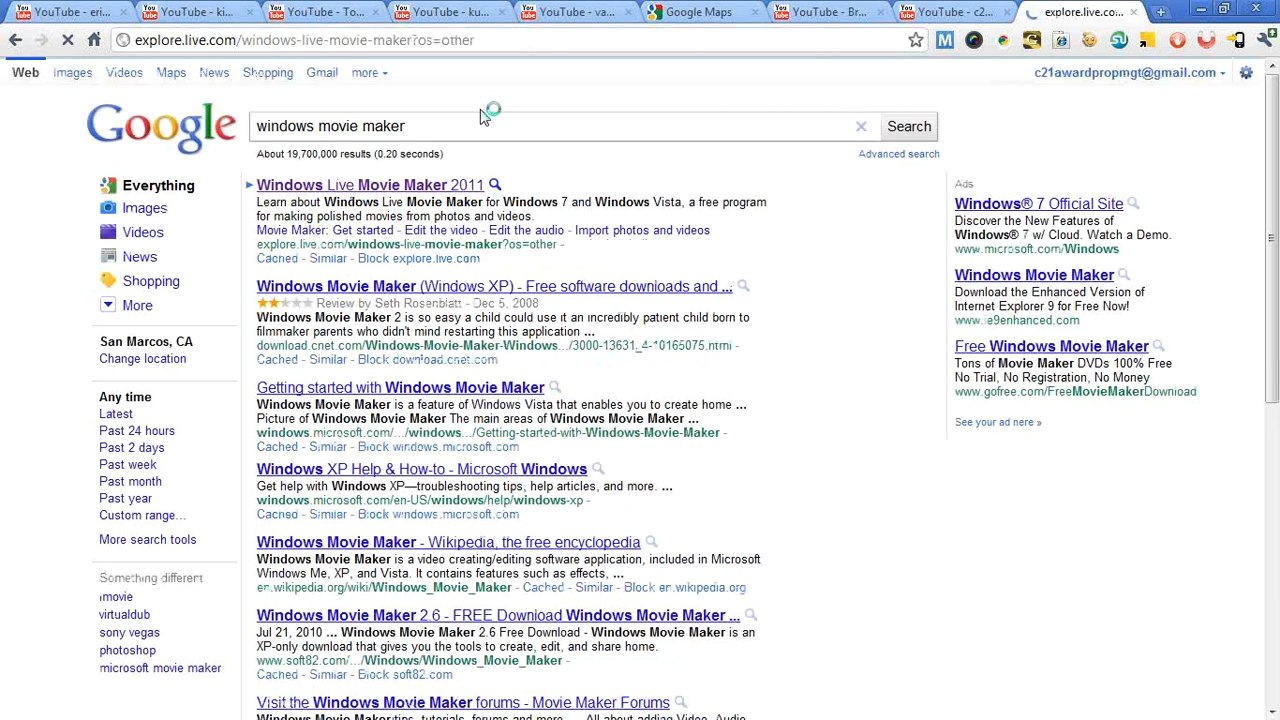 YouTube - eri...
YouTube - ki...
YouTube - To...
YouTube - ku...
YouTube - va...
Google Maps
YouTube - Br...
YouTube - c2...
explore.live.co...
explore.live.com/windows-live-movie-maker?os=other
Web Images Videos Maps News Shopping Gmail more
c21awardpropmgt@gmail.com
Google
windows movie maker
Search
About 19,700,000 results (0.20 seconds)
Advanced search
Everything
Images
Videos
News
Shopping
More
San Marcos, CA
Change location
Any time
Latest
Past 24 hours
Past 2 days
Past week
Past month
Past year
Custom range...
More search tools
Something different
imovie
virtualdub
sony vegas
photoshop
microsoft movie maker
Windows Live Movie Maker 2011
Learn about Windows Live Movie Maker for Windows 7 and Windows Vista, a free program
for making polished movies from photos and videos.
Movie Maker: Get started - Edit the video - Edit the audio - Import photos and videos
explore.live.com/windows-live-movie-maker?os=other -
Cached - Similar - Block explore.live.com
Windows Movie Maker (Windows XP) - Free software downloads and ...
Review by Seth Rosenblatt - Dec 5, 2008
Windows Movie Maker 2 is so easy a child could use it an incredibly patient child born to
filmmaker parents who didn't mind restarting this application ...
download.cnet.com/Windows-Movie-Maker-Windows.../3000-13631_4-10165075.html -
Cached - Similar - Block download.cnet.com
Getting started with Windows Movie Maker
Windows Movie Maker is a feature of Windows Vista that enables you to create home ...
Picture of Windows Movie Maker The main areas of Windows Movie Maker ...
windows.microsoft.com/.../windows.../Getting-started-with-Windows-Movie-Maker -
Cached - Similar - Block windows.microsoft.com
Windows XP Help & How-to - Microsoft Windows
Get help with Windows XP—troubleshooting tips, help articles, and more. ...
windows.microsoft.com/en-US/windows/help/windows-xp -
Cached - Similar - Block windows.microsoft.com
Windows Movie Maker - Wikipedia, the free encyclopedia
Windows Movie Maker is a video creating/editing software application, included in Microsoft
Windows Me, XP, and Vista. It contains features such as effects, ...
en.wikipedia.org/wiki/Windows_Movie_Maker - Cached - Similar - Block en.wikipedia.org
Windows Movie Maker 2.6 - FREE Download Windows Movie Maker ...
Jul 21, 2010 ... Windows Movie Maker 2.6 Free Download - Windows Movie Maker is an
XP-only download that gives you the tools to create, edit, and share home.
www.soft82.com/.../Windows/Windows_Movie_Maker -
Cached - Similar - Block soft82.com
Visit the Windows Movie Maker forums - Movie Maker Forums
Windows Movie Maker tips, tutorials, forums and more. ... All about adding Video, Audio,
Ads
Windows® 7 Official Site
Discover the New Features of
Windows® 7 w/ Cloud. Watch a Demo.
www.microsoft.com/Windows
Windows Movie Maker
Download the Enhanced Version of
Internet Explorer 9 for Free Now!
www.ie9enhanced.com
Free Windows Movie Maker
Tons of Movie Maker DVDs 100% Free
No Trial, No Registration, No Money
www.gofree.com/FreeMovieMakerDownload
See your ad here »